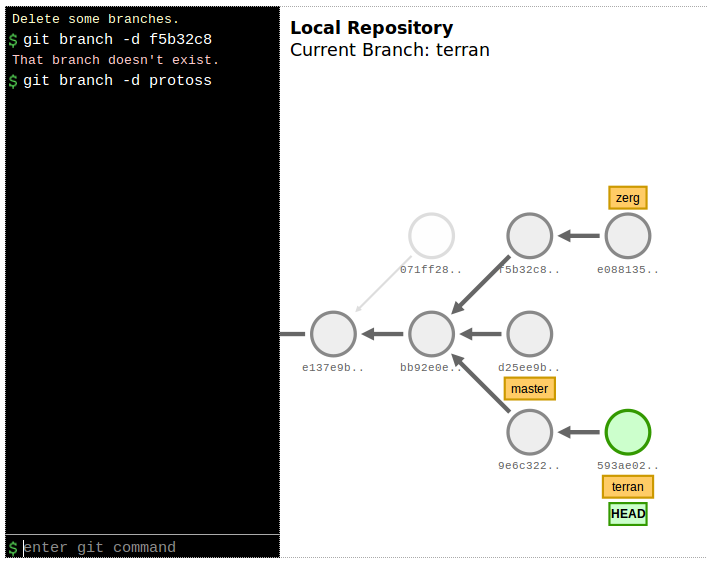 Delete some branches.
$ git branch -d f5b32c8
That branch doesn't exist.
$ git branch -d protoss
Local Repository
Current Branch: terran
zerg
071ff28..
f5b32c8..
e088135..
e137e9b..
bb92e0e..
d25ee9b..
master
9e6c322..
593ae02..
terran
HEAD
$ enter git command